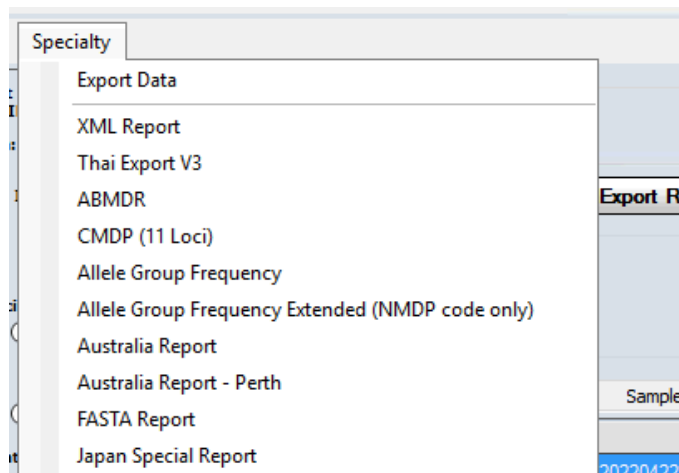 Specialty
Export Data
XML Report
Thai Export V3
ABMDR
Export R
CMDP (11 Loci)
Allele Group Frequency
Allele Group Frequency Extended (NMDP code only)
Australia Report
Australia Report - Perth
Sample
FASTA Report
Japan Special Report
20220422